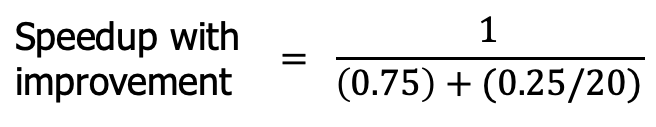 Speedup with
improvement
=
1
(0.75) + (0.25/20)